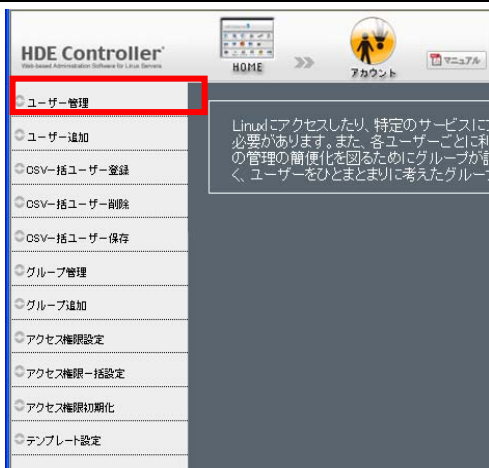 HDE Controller
Web-based Administration Software for Linux Servers
HOME
アカウント
マニュアル
ユーザー管理
ユーザー追加
CSV一括ユーザー登録
CSV一括ユーザー削除
CSV一括ユーザー保存
グループ管理
グループ追加
アクセス権限設定
アクセス権限一括設定
アクセス権限初期化
テンプレート設定
Linuxにアクセスしたり、特定のサービスに
必要があります。また、各ユーザーごとに利
の管理の簡便化を図るためにグループが
く、ユーザーをひとまとまりに考えたグルー